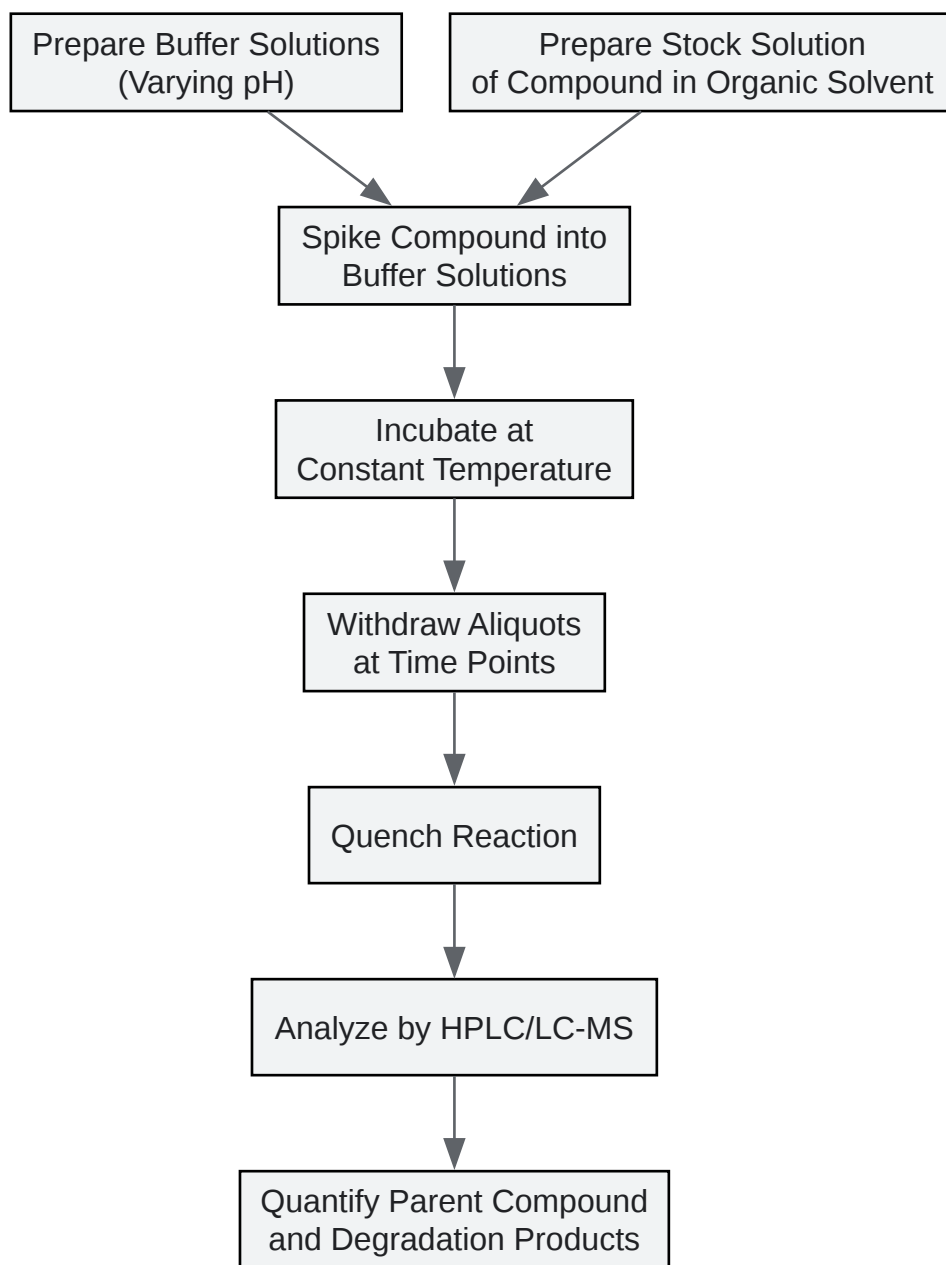 Prepare Buffer Solutions
(Varying pH)
Prepare Stock Solution
of Compound in Organic Solvent
Spike Compound into
Buffer Solutions
Incubate at
Constant Temperature
Withdraw Aliquots
at Time Points
Quench Reaction
Analyze by HPLC/LC-MS
Quantify Parent Compound
and Degradation Products